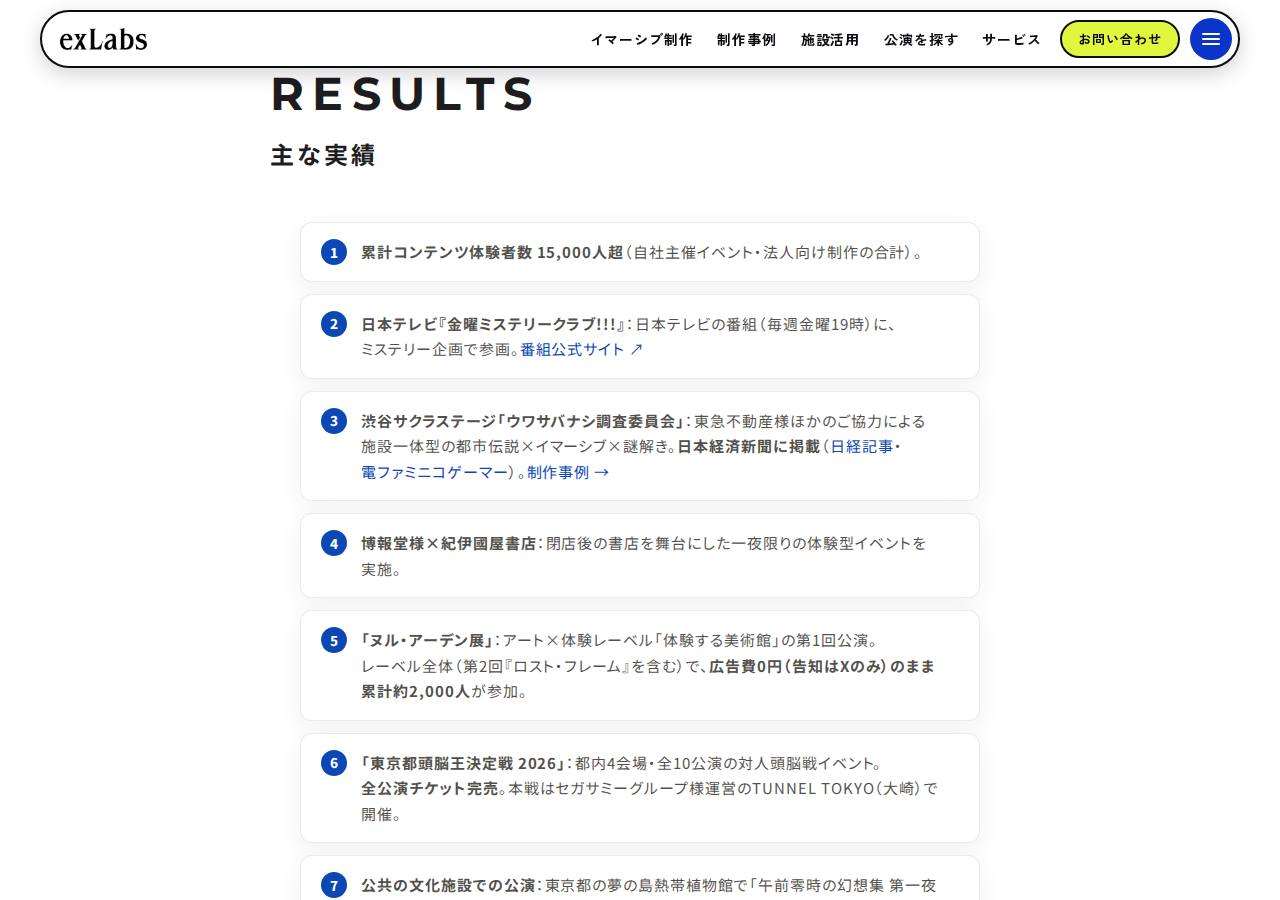 exLabs
イマーシブ制作 制作事例 施設活用 公演を探す サービス お問い合わせ
RESULTS
主な実績
1 累計コンテンツ体験者数 15,000人超（自社主催イベント・法人向け制作の合計）。
2 日本テレビ『金曜ミステリークラブ!!!』：日本テレビの番組（毎週金曜19時）に、
ミステリー企画で参画。番組公式サイト ↗
3 渋谷サクラステージ「ウワサバナシ調査委員会」：東急不動産様ほかのご協力による
施設一体型の都市伝説×イマーシブ×謎解き。日本経済新聞に掲載（日経記事・
電ファミニコゲーマー）。制作事例 →
4 博報堂様×紀伊國屋書店：閉店後の書店を舞台にした一夜限りの体験型イベントを
実施。
5 「ヌル・アーデン展」：アート×体験レーベル「体験する美術館」の第1回公演。
レーベル全体（第2回『ロスト・フレーム』を含む）で、広告費0円（告知はXのみ）のまま
累計約2,000人が参加。
6 「東京都頭脳王決定戦 2026」：都内4会場・全10公演の対人頭脳戦イベント。
全公演チケット完売。本戦はセガサミーグループ様運営のTUNNEL TOKYO（大崎）で
開催。
7 公共の文化施設での公演：東京都の夢の島熱帯植物館で「午前零時の幻想集 第一夜